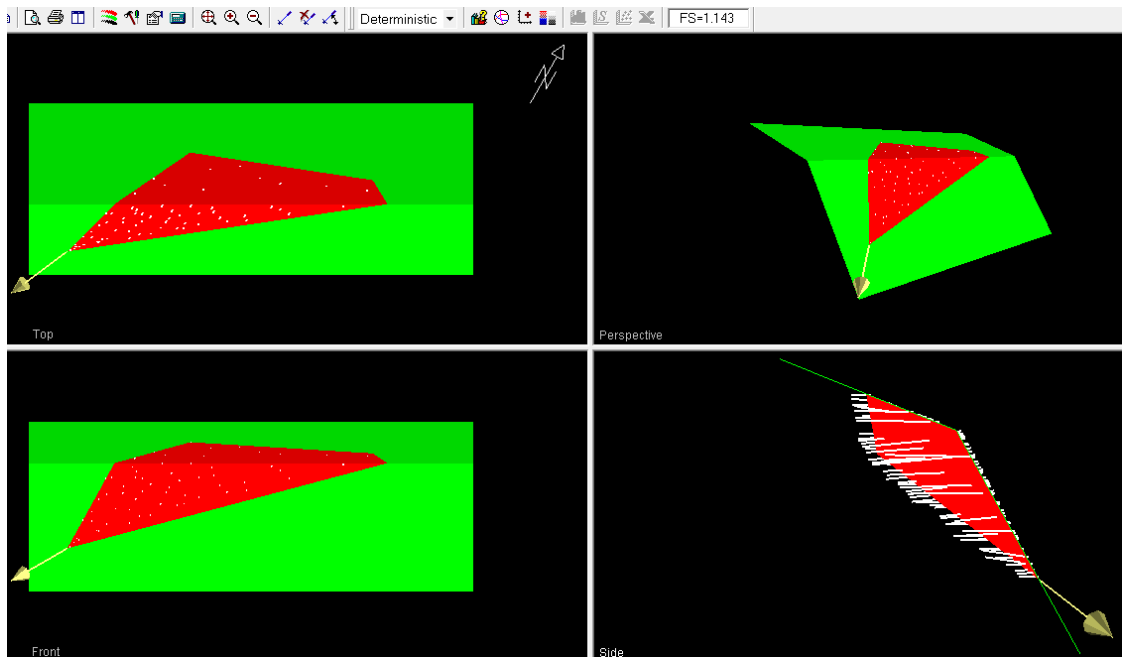 Deterministic FS=1.143
N
Top
Perspective
Front
Side